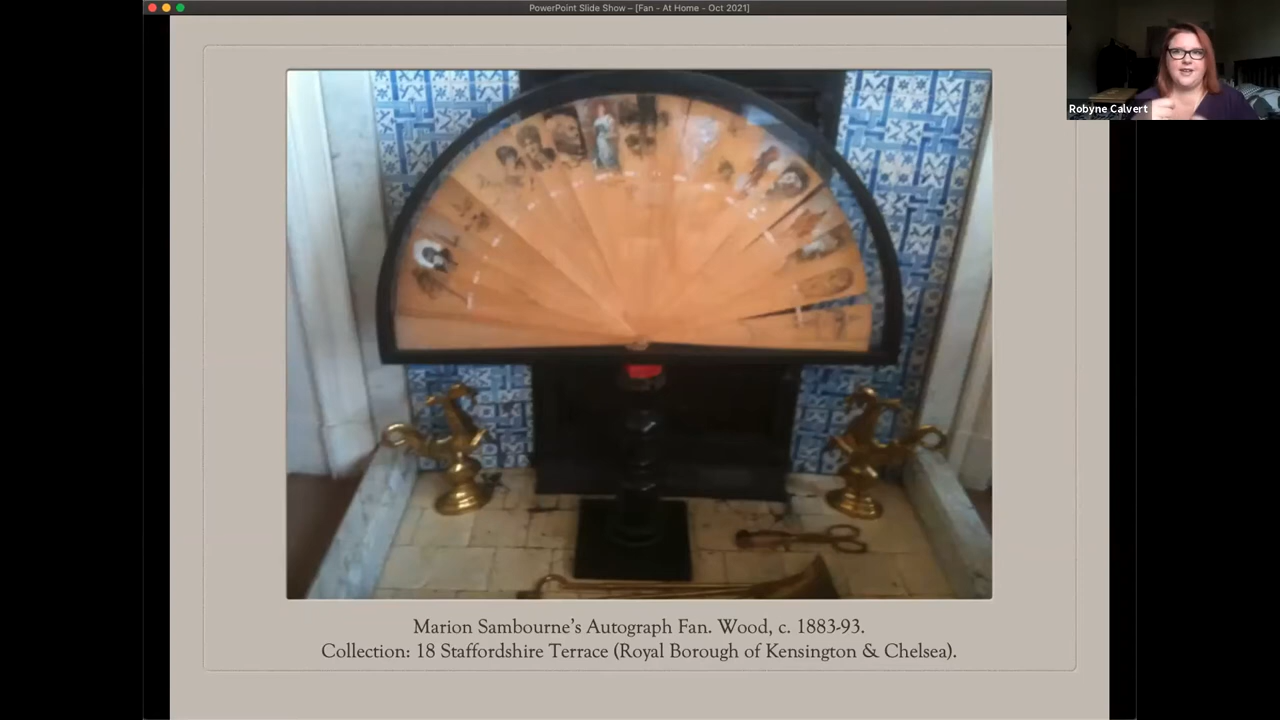 PowerPoint Slide Show – [Fan - At Home - Oct 2021]
Robyne Calvert
Marion Sambourne's Autograph Fan. Wood, c. 1883-93.
Collection: 18 Staffordshire Terrace (Royal Borough of Kensington & Chelsea).